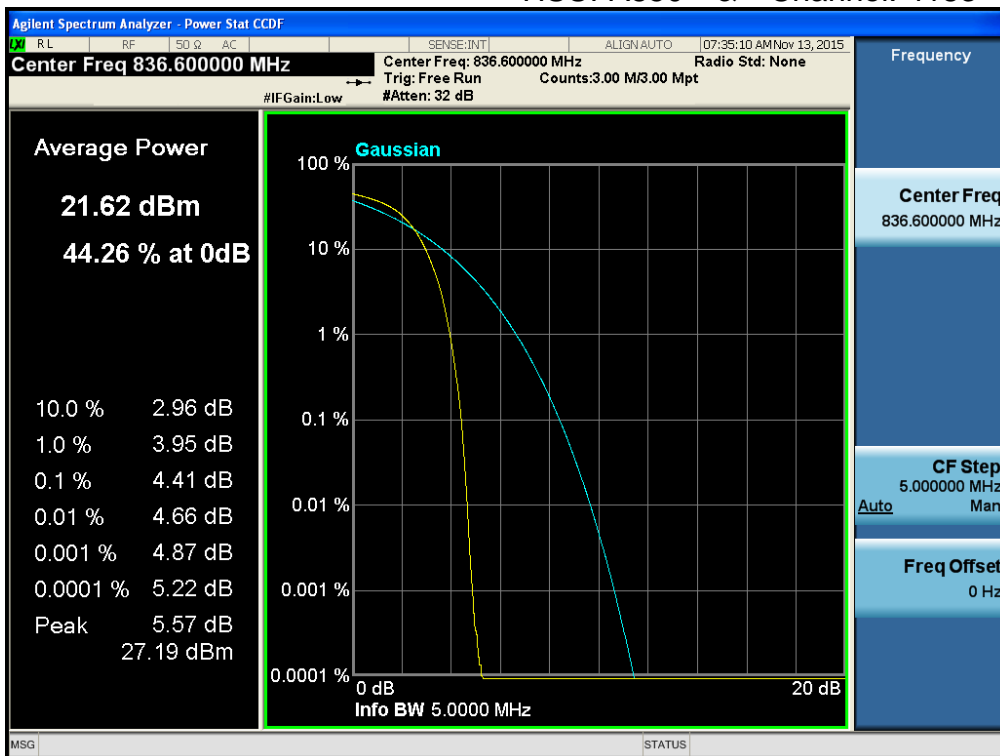 Agilent Spectrum Analyzer - Power Stat CCDF
LXI RL RF 50 Ω AC SENSE:INT ALIGN AUTO 07:35:10 AM Nov 13, 2015
Center Freq 836.600000 MHz
Center Freq: 836.600000 MHz Radio Std: None
Trig: Free Run Counts:3.00 M/3.00 Mpt
#IFGain:Low #Atten: 32 dB
Average Power
21.62 dBm
44.26 % at 0dB
10.0 % 2.96 dB
1.0 % 3.95 dB
0.1 % 4.41 dB
0.01 % 4.66 dB
0.001 % 4.87 dB
0.0001 % 5.22 dB
Peak 5.57 dB
27.19 dBm
Gaussian
100 %
10 %
1 %
0.1 %
0.01 %
0.001 %
0.0001 %
0 dB 20 dB
Info BW 5.0000 MHz
Frequency
Center Freq
836.600000 MHz
CF Step
5.000000 MHz
Auto Man
Freq Offset
0 Hz
MSG STATUS